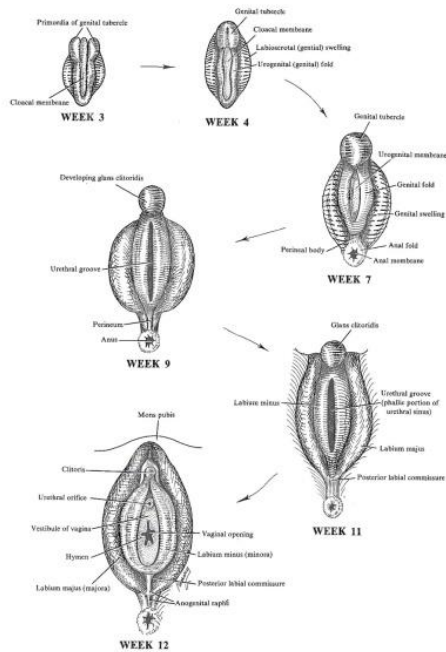 Primordia of genital tubercle
Cloacal membrane
WEEK 3
Genital tubercle
Cloacal membrane
Labioscrotal (genital) swelling
Urogenital (genital) fold
WEEK 4
Genital tubercle
Urogenital membrane
Genital fold
Genital swelling
Perineal body
Anal fold
Anal membrane
WEEK 7
Developing glans clitoridis
Urethral groove
Perineum
Anus
WEEK 9
Glans clitoridis
Labium minus
Urethral groove
(phallic portion of
urethral sinus)
Labium majus
Posterior labial commissure
WEEK 11
Mons pubis
Clitoris
Urethral orifice
Vestibule of vagina
Hymen
Labium majus (majora)
Vaginal opening
Labium minus (minora)
Posterior labial commissure
Anogenital raphé
WEEK 12